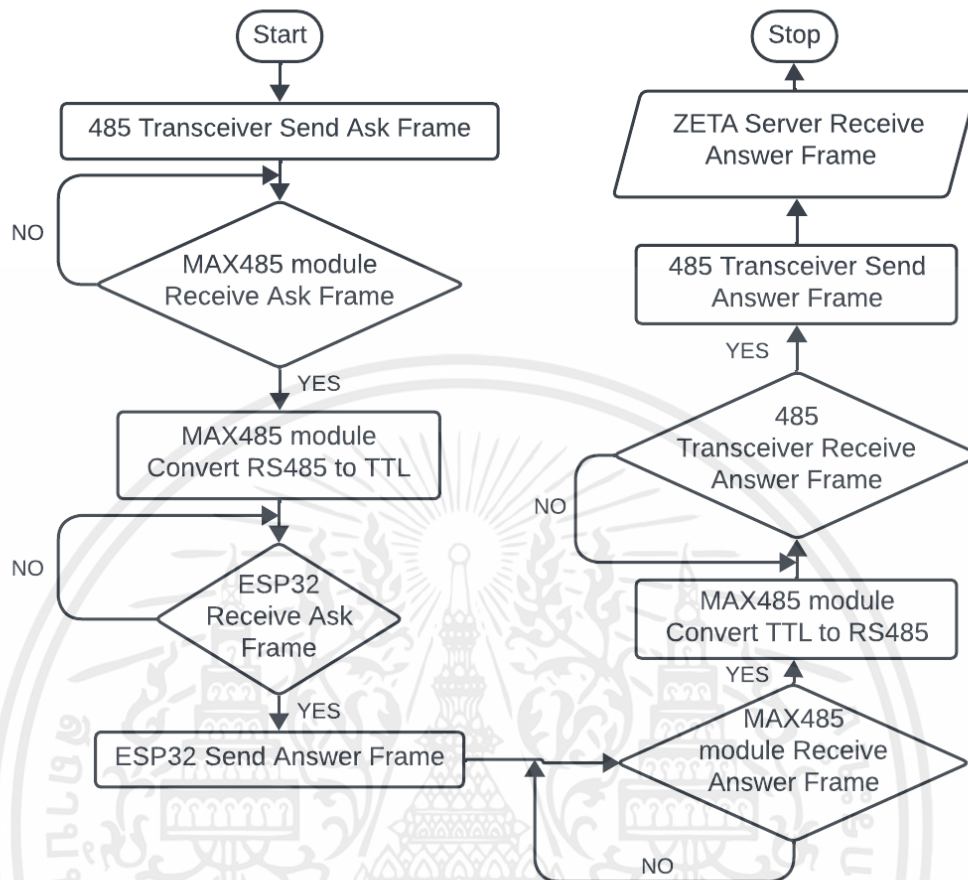 Start
485 Transceiver Send Ask Frame
NO
MAX485 module
Receive Ask Frame
YES
MAX485 module
Convert RS485 to TTL
NO
ESP32
Receive Ask
Frame
YES
ESP32 Send Answer Frame
Stop
ZETA Server Receive
Answer Frame
485 Transceiver Send
Answer Frame
YES
485
Transceiver Receive
Answer Frame
NO
MAX485 module
Convert TTL to RS485
YES
MAX485
module Receive
Answer Frame
NO